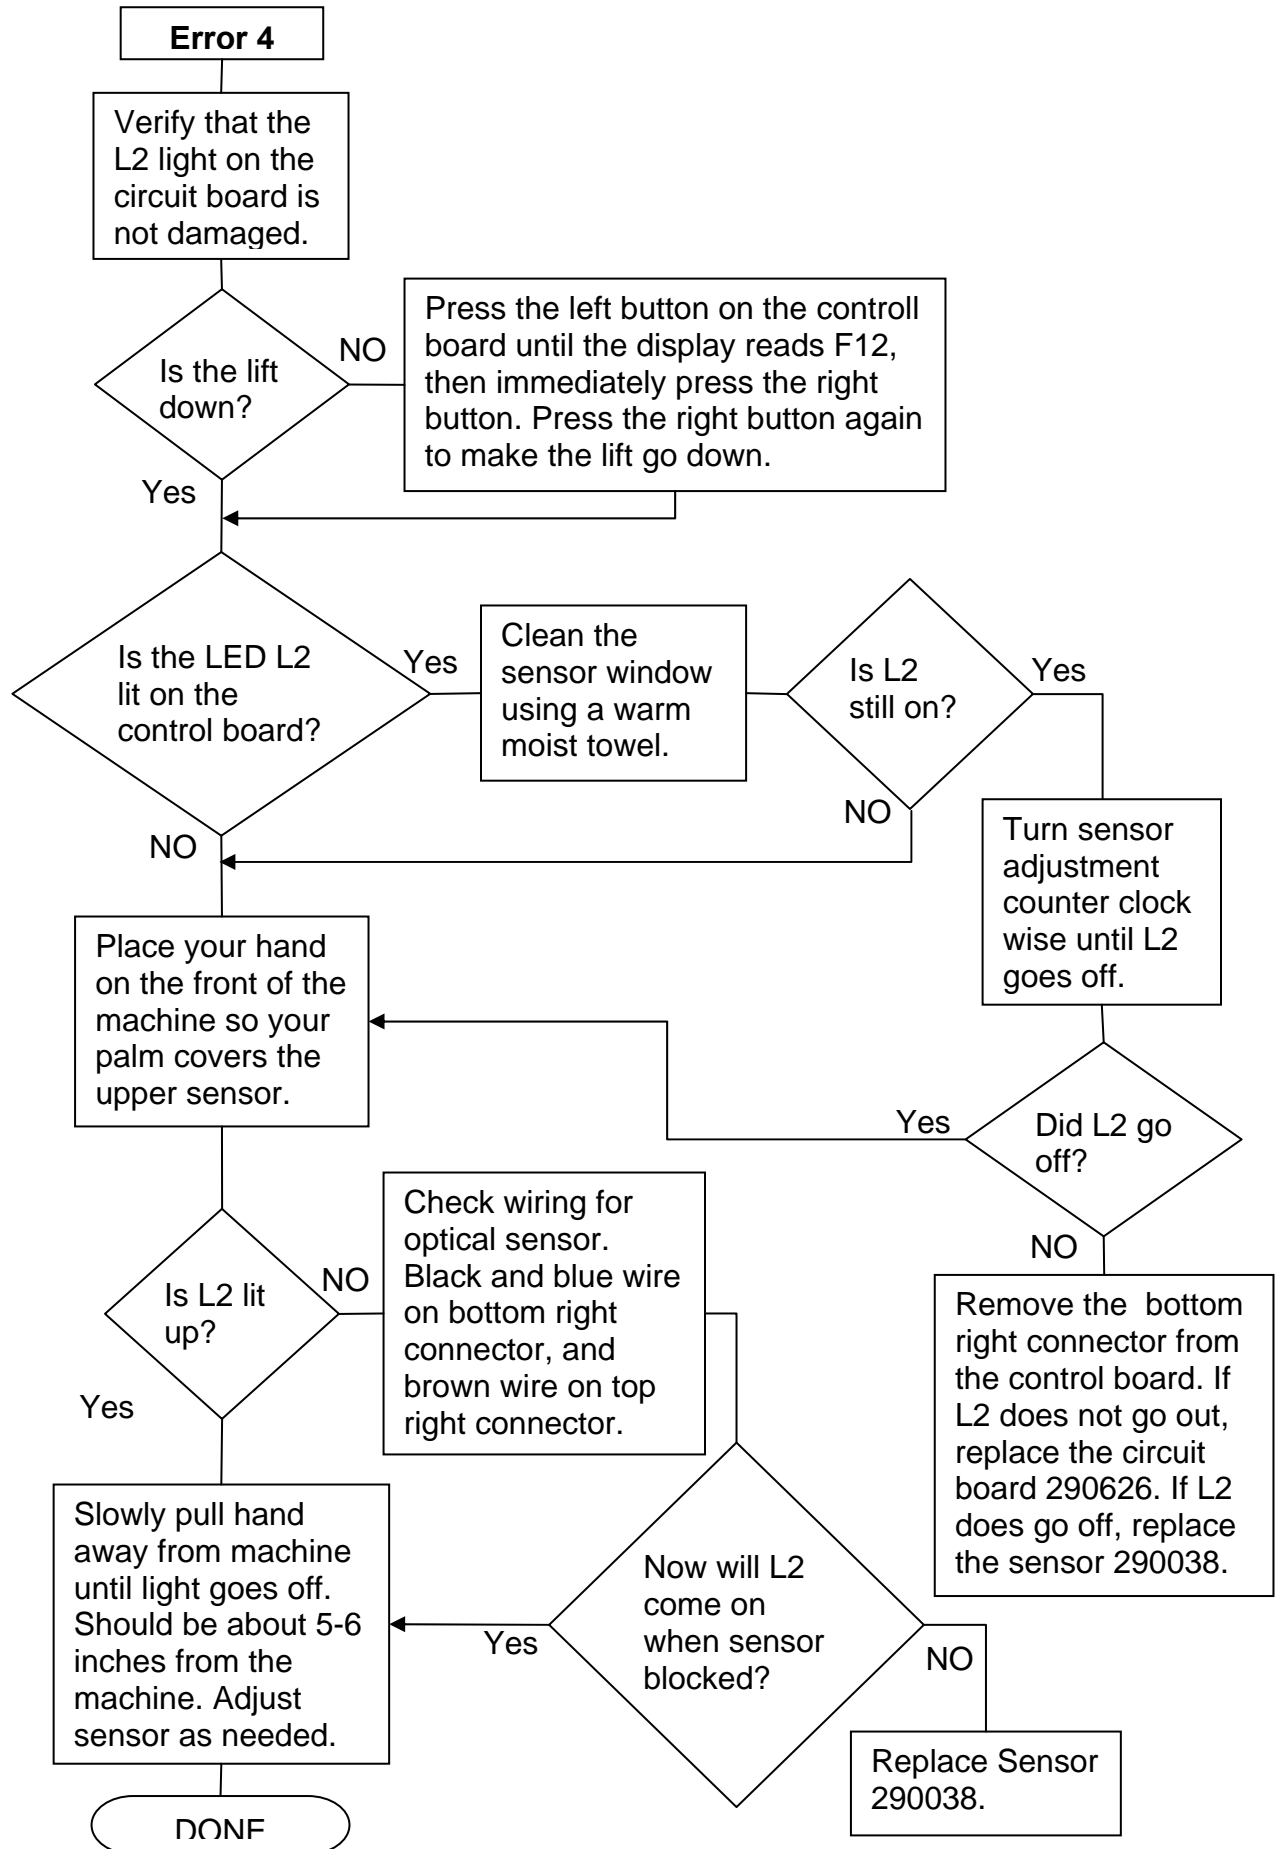 Error 4
Verify that the
L2 light on the
circuit board is
not damaged.
Is the lift
down?
NO
Press the left button on the controll
board until the display reads F12,
then immediately press the right
button. Press the right button again
to make the lift go down.
Yes
Is the LED L2
lit on the
control board?
Yes
Clean the
sensor window
using a warm
moist towel.
Is L2
still on?
Yes
NO
NO
Turn sensor
adjustment
counter clock
wise until L2
goes off.
Place your hand
on the front of the
machine so your
palm covers the
upper sensor.
Did L2 go
off?
Yes
NO
Remove the  bottom
right connector from
the control board. If
L2 does not go out,
replace the circuit
board 290626. If L2
does go off, replace
the sensor 290038.
Is L2 lit
up?
NO
Check wiring for
optical sensor.
Black and blue wire
on bottom right
connector, and
brown wire on top
right connector.
Yes
Slowly pull hand
away from machine
until light goes off.
Should be about 5-6
inches from the
machine. Adjust
sensor as needed.
Now will L2
come on
when sensor
blocked?
Yes
NO
Replace Sensor
290038.
DONE